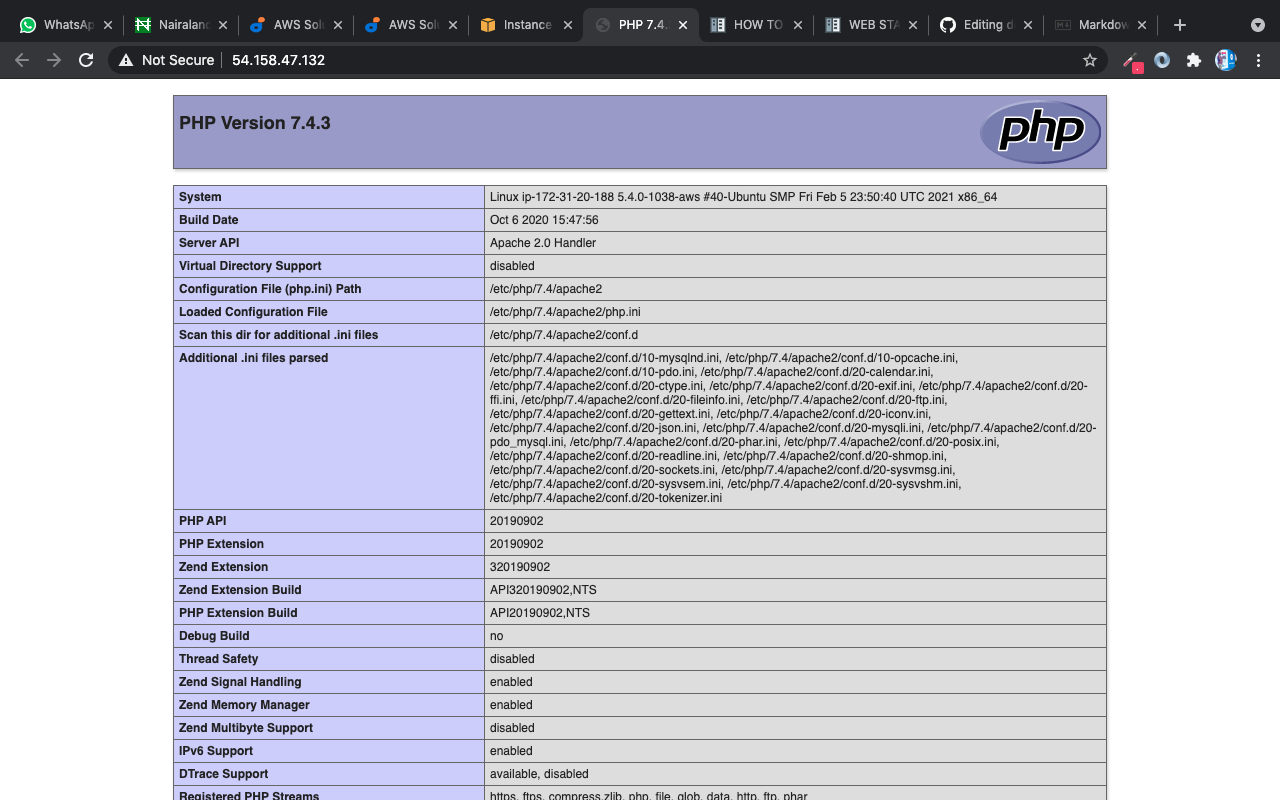 WhatsAp
Nairalan
AWS Solu
AWS Solu
Instance
PHP 7.4.
HOW TO
WEB STA
Editing d
Markdow
Not Secure
54.158.47.132
PHP Version 7.4.3
php
System Linux ip-172-31-20-188 5.4.0-1038-aws #40-Ubuntu SMP Fri Feb 5 23:50:40 UTC 2021 x86_64
Build Date Oct 6 2020 15:47:56
Server API Apache 2.0 Handler
Virtual Directory Support disabled
Configuration File (php.ini) Path /etc/php/7.4/apache2
Loaded Configuration File /etc/php/7.4/apache2/php.ini
Scan this dir for additional .ini files /etc/php/7.4/apache2/conf.d
Additional .ini files parsed /etc/php/7.4/apache2/conf.d/10-mysqlnd.ini, /etc/php/7.4/apache2/conf.d/10-opcache.ini,
/etc/php/7.4/apache2/conf.d/10-pdo.ini, /etc/php/7.4/apache2/conf.d/20-calendar.ini,
/etc/php/7.4/apache2/conf.d/20-ctype.ini, /etc/php/7.4/apache2/conf.d/20-exif.ini, /etc/php/7.4/apache2/conf.d/20-
ffi.ini, /etc/php/7.4/apache2/conf.d/20-fileinfo.ini, /etc/php/7.4/apache2/conf.d/20-ftp.ini,
/etc/php/7.4/apache2/conf.d/20-gettext.ini, /etc/php/7.4/apache2/conf.d/20-iconv.ini,
/etc/php/7.4/apache2/conf.d/20-json.ini, /etc/php/7.4/apache2/conf.d/20-mysqli.ini, /etc/php/7.4/apache2/conf.d/20-
pdo_mysql.ini, /etc/php/7.4/apache2/conf.d/20-phar.ini, /etc/php/7.4/apache2/conf.d/20-posix.ini,
/etc/php/7.4/apache2/conf.d/20-readline.ini, /etc/php/7.4/apache2/conf.d/20-shmop.ini,
/etc/php/7.4/apache2/conf.d/20-sockets.ini, /etc/php/7.4/apache2/conf.d/20-sysvmsg.ini,
/etc/php/7.4/apache2/conf.d/20-sysvsem.ini, /etc/php/7.4/apache2/conf.d/20-sysvshm.ini,
/etc/php/7.4/apache2/conf.d/20-tokenizer.ini
PHP API 20190902
PHP Extension 20190902
Zend Extension 320190902
Zend Extension Build API320190902,NTS
PHP Extension Build API20190902,NTS
Debug Build no
Thread Safety disabled
Zend Signal Handling enabled
Zend Memory Manager enabled
Zend Multibyte Support disabled
IPv6 Support enabled
DTrace Support available, disabled
Registered PHP Streams https, ftps, compress.zlib, php, file, glob, data, http, ftp, phar